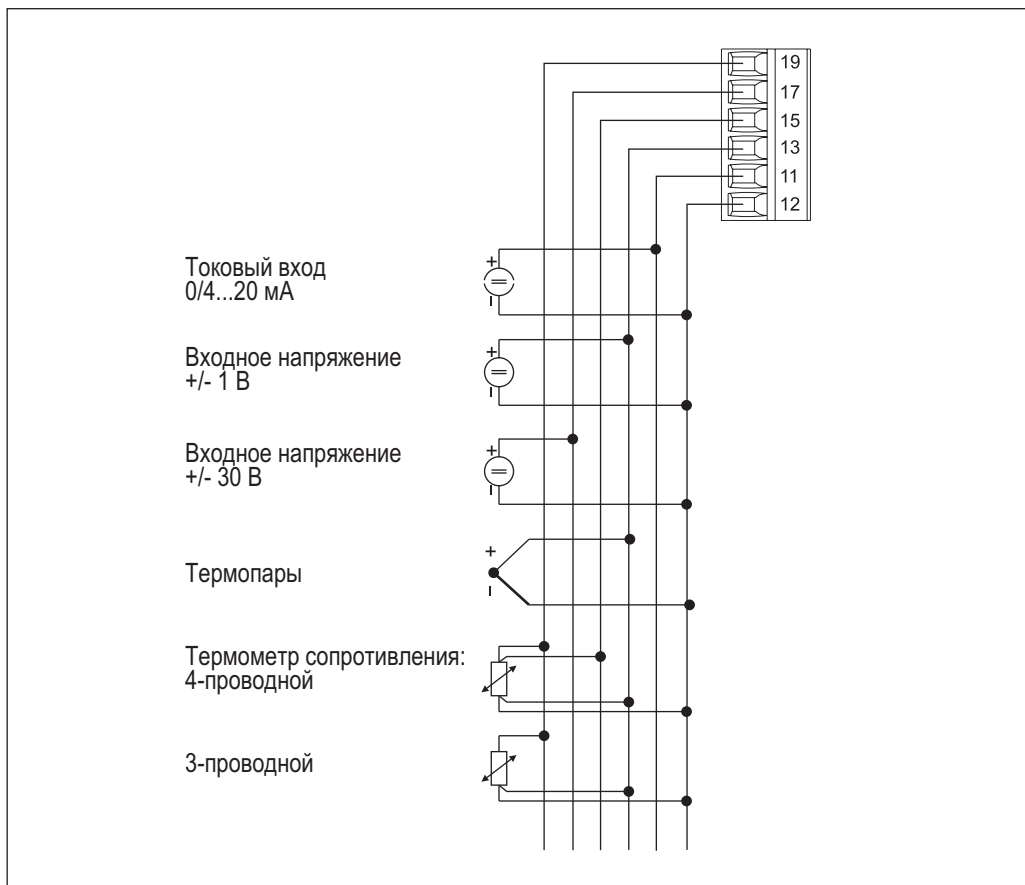 19
17
15
13
11
12
Токовый вход
0/4...20 мА
+
–
Входное напряжение
+/- 1 В
+
–
Входное напряжение
+/- 30 В
+
–
Термопары
+
–
Термометр сопротивления:
4-проводной
3-проводной